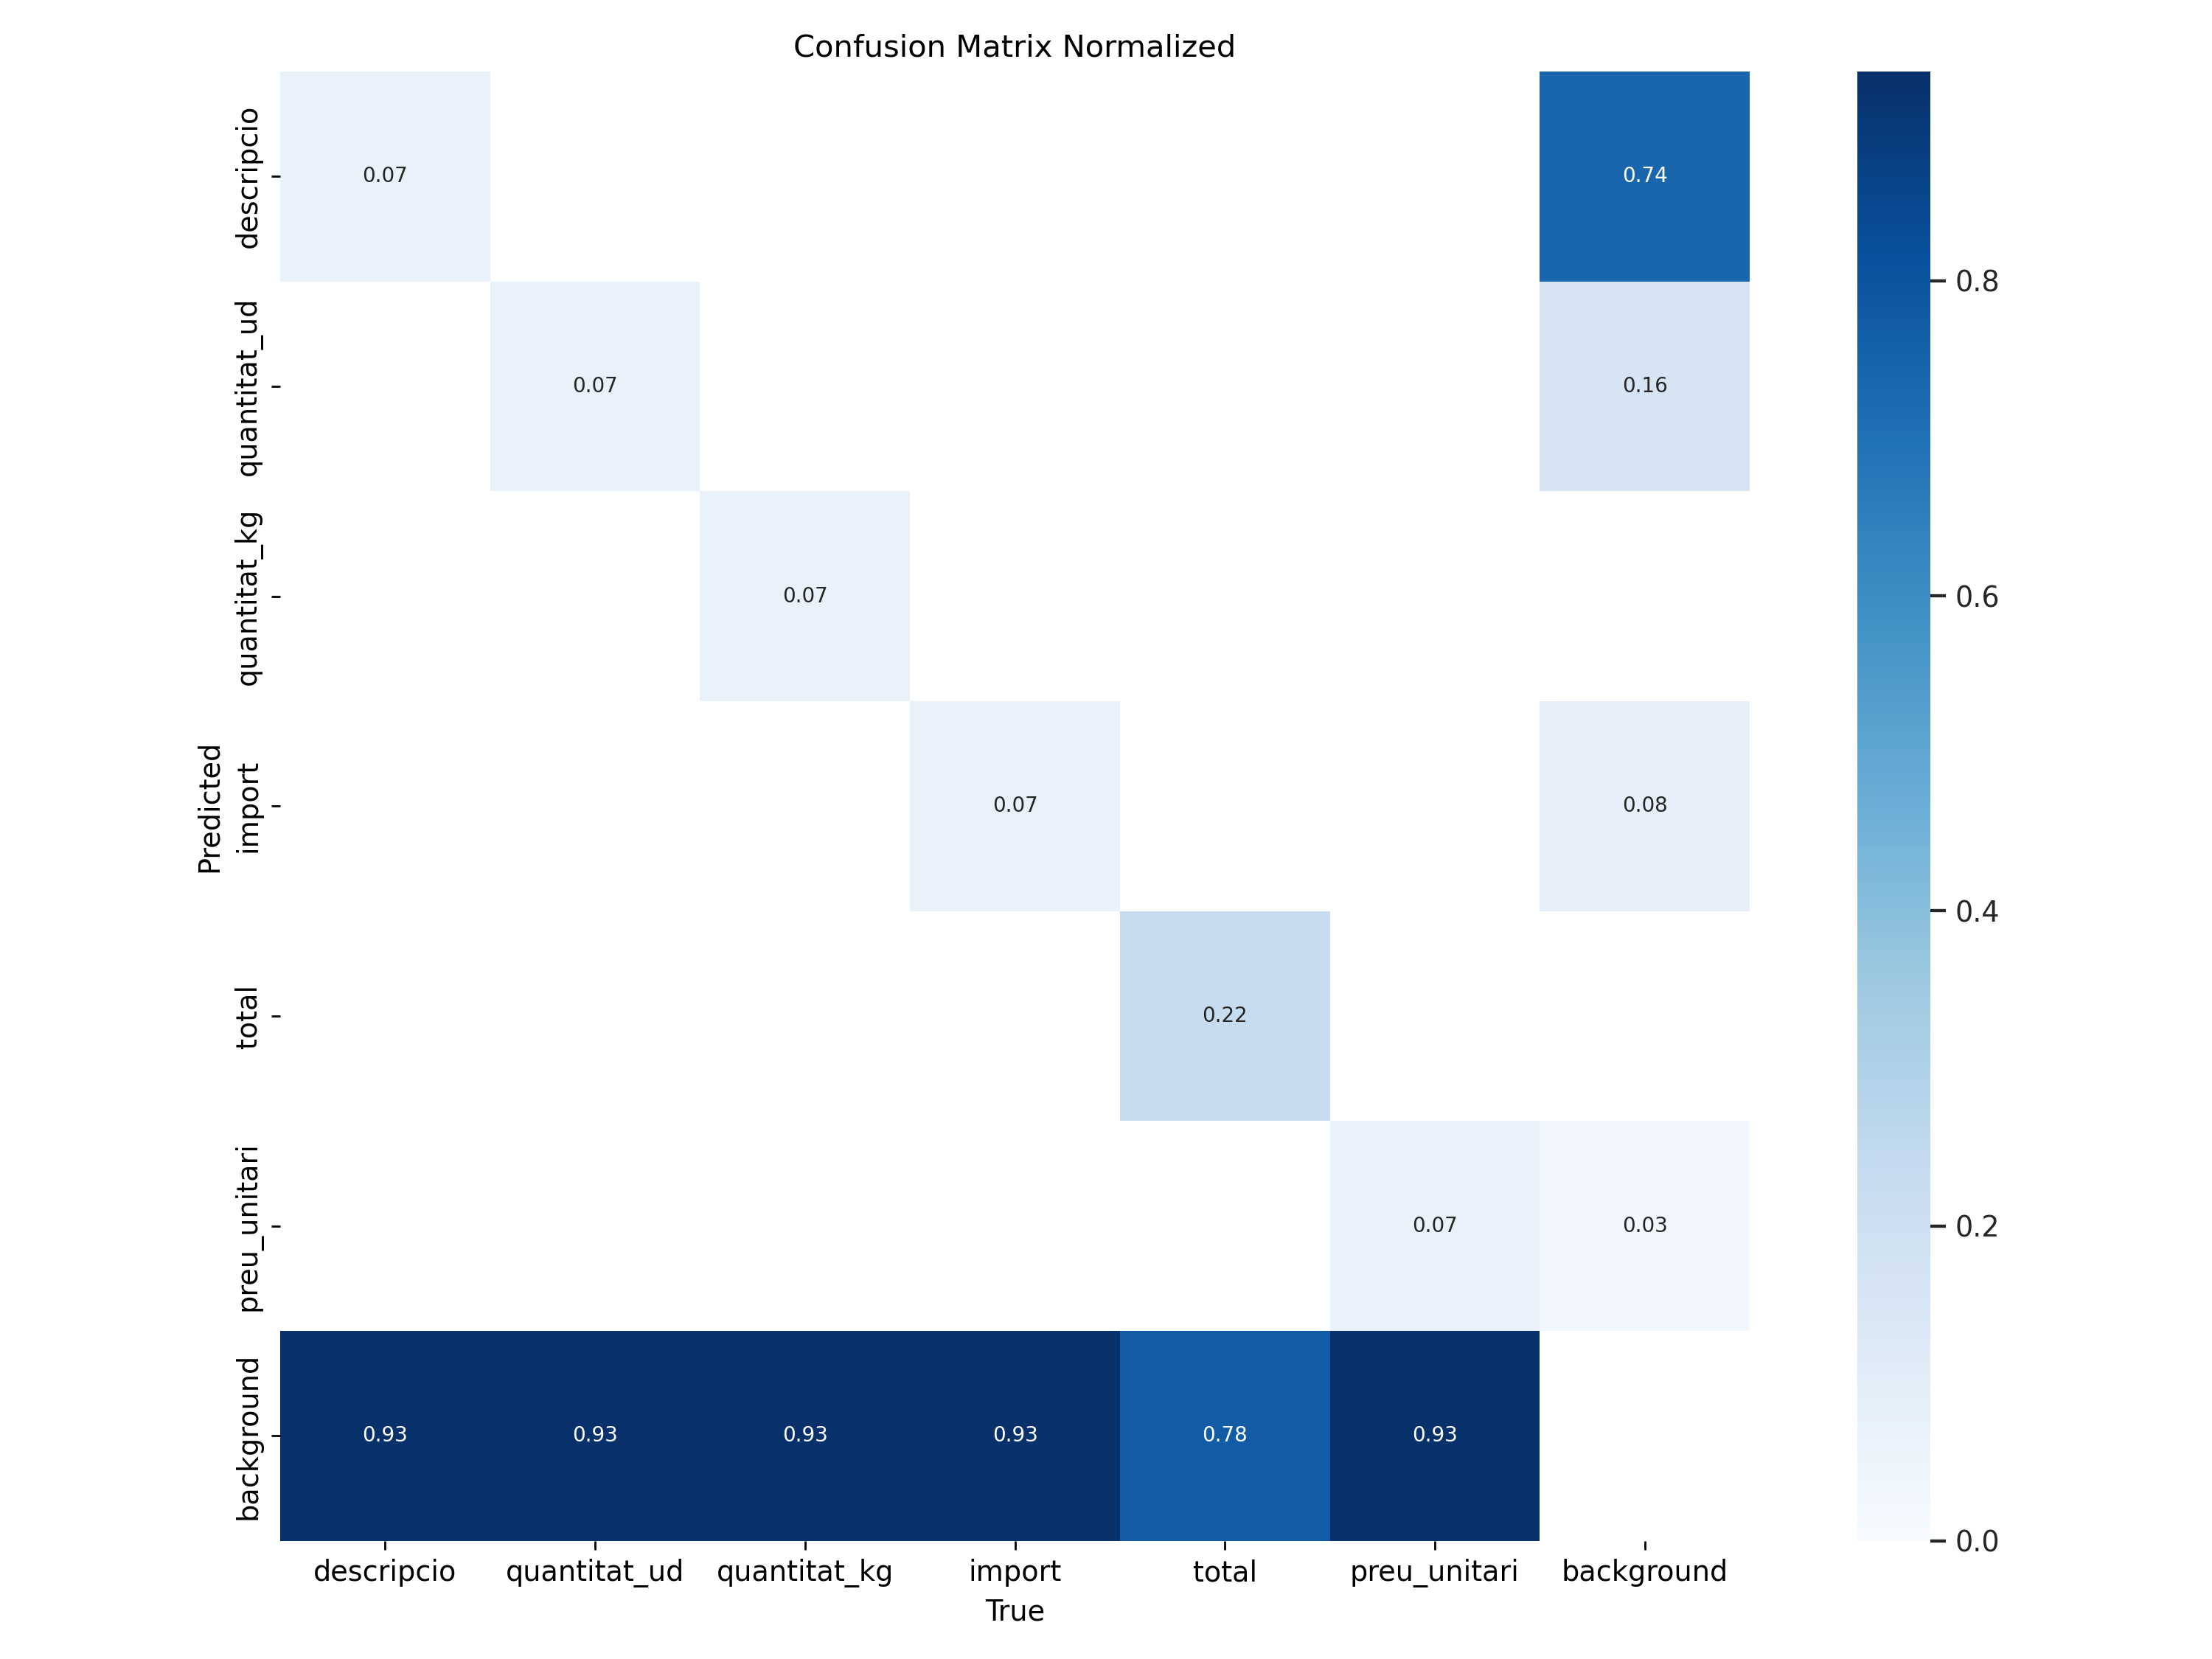 Confusion Matrix Normalized
descripcio
0.07
0.74
quantitat_ud
0.07
0.16
quantitat_kg
0.07
import
0.07
0.08
total
0.22
preu_unitari
0.07
0.03
background
0.93
0.93
0.93
0.93
0.78
0.93
Predicted
descripcio
quantitat_ud
quantitat_kg
import
total
preu_unitari
background
True
0.8
0.6
0.4
0.2
0.0